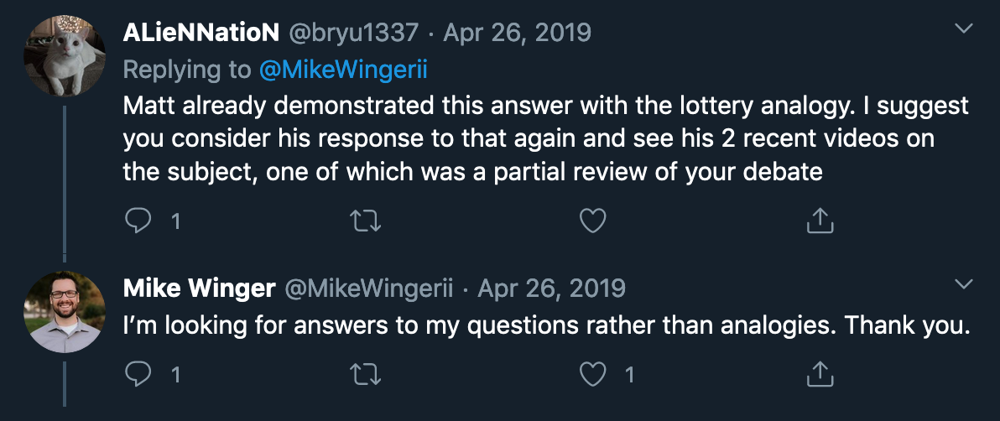 ALieNNatioN @bryu1337 · Apr 26, 2019
Replying to @MikeWingerii
Matt already demonstrated this answer with the lottery analogy. I suggest
you consider his response to that again and see his 2 recent videos on
the subject, one of which was a partial review of your debate
1
Mike Winger @MikeWingerii · Apr 26, 2019
I’m looking for answers to my questions rather than analogies. Thank you.
1 1